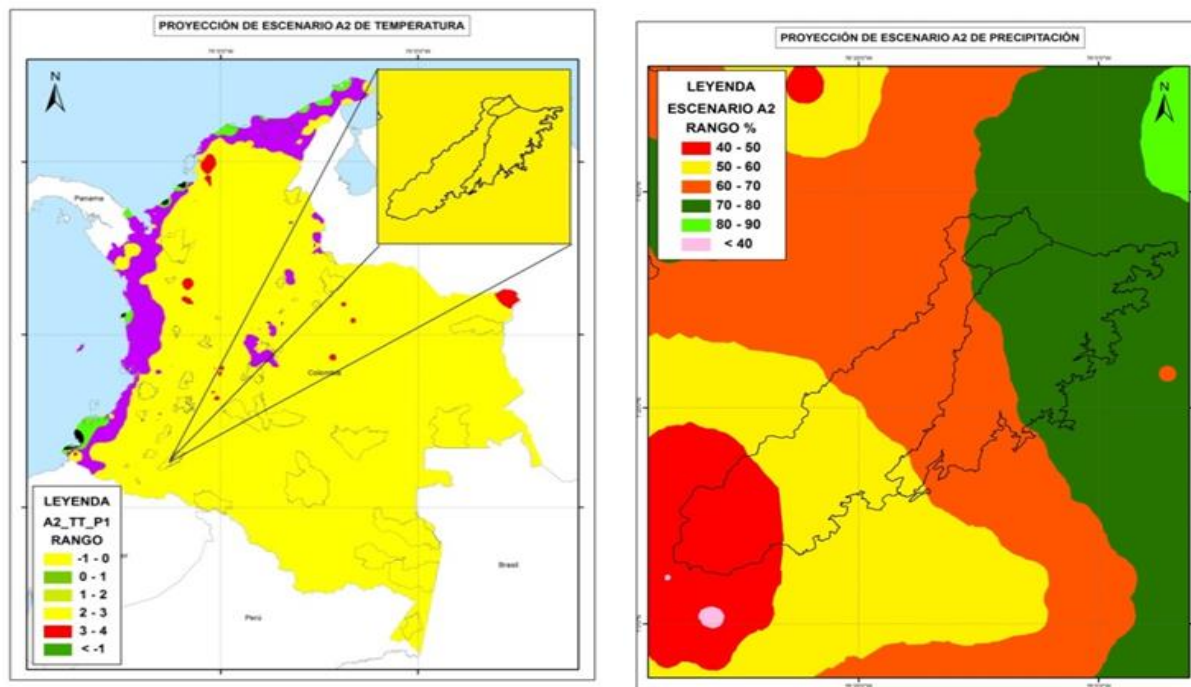 PROYECCIÓN DE ESCENARIO A2 DE TEMPERATURA
N
Panama
Colombia
Brasil
Perú
LEYENDA
A2_TT_P1
RANGO
-1 - 0
0 - 1
1 - 2
2 - 3
3 - 4
< -1
PROYECCIÓN DE ESCENARIO A2 DE PRECIPITACIÓN
LEYENDA
ESCENARIO A2
RANGO %
40 - 50
50 - 60
60 - 70
70 - 80
80 - 90
< 40
N